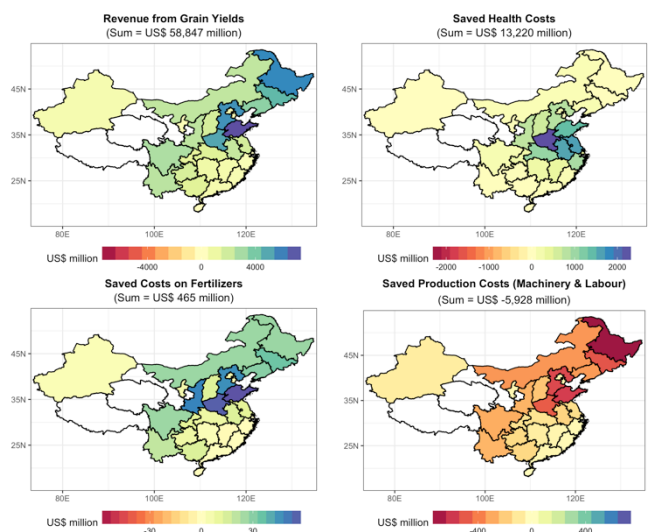 Revenue from Grain Yields
(Sum = US$ 58,847 million)
45N
35N
25N
80E 100E 120E
US$ million
-4000 0 4000
Saved Health Costs
(Sum = US$ 13,220 million)
45N
35N
25N
80E 100E 120E
US$ million
-2000 -1000 0 1000 2000
Saved Costs on Fertilizers
(Sum = US$ 465 million)
45N
35N
25N
80E 100E 120E
US$ million
-30 0 30
Saved Production Costs (Machinery & Labour)
(Sum = US$ -5,928 million)
45N
35N
25N
80E 100E 120E
US$ million
-400 0 400